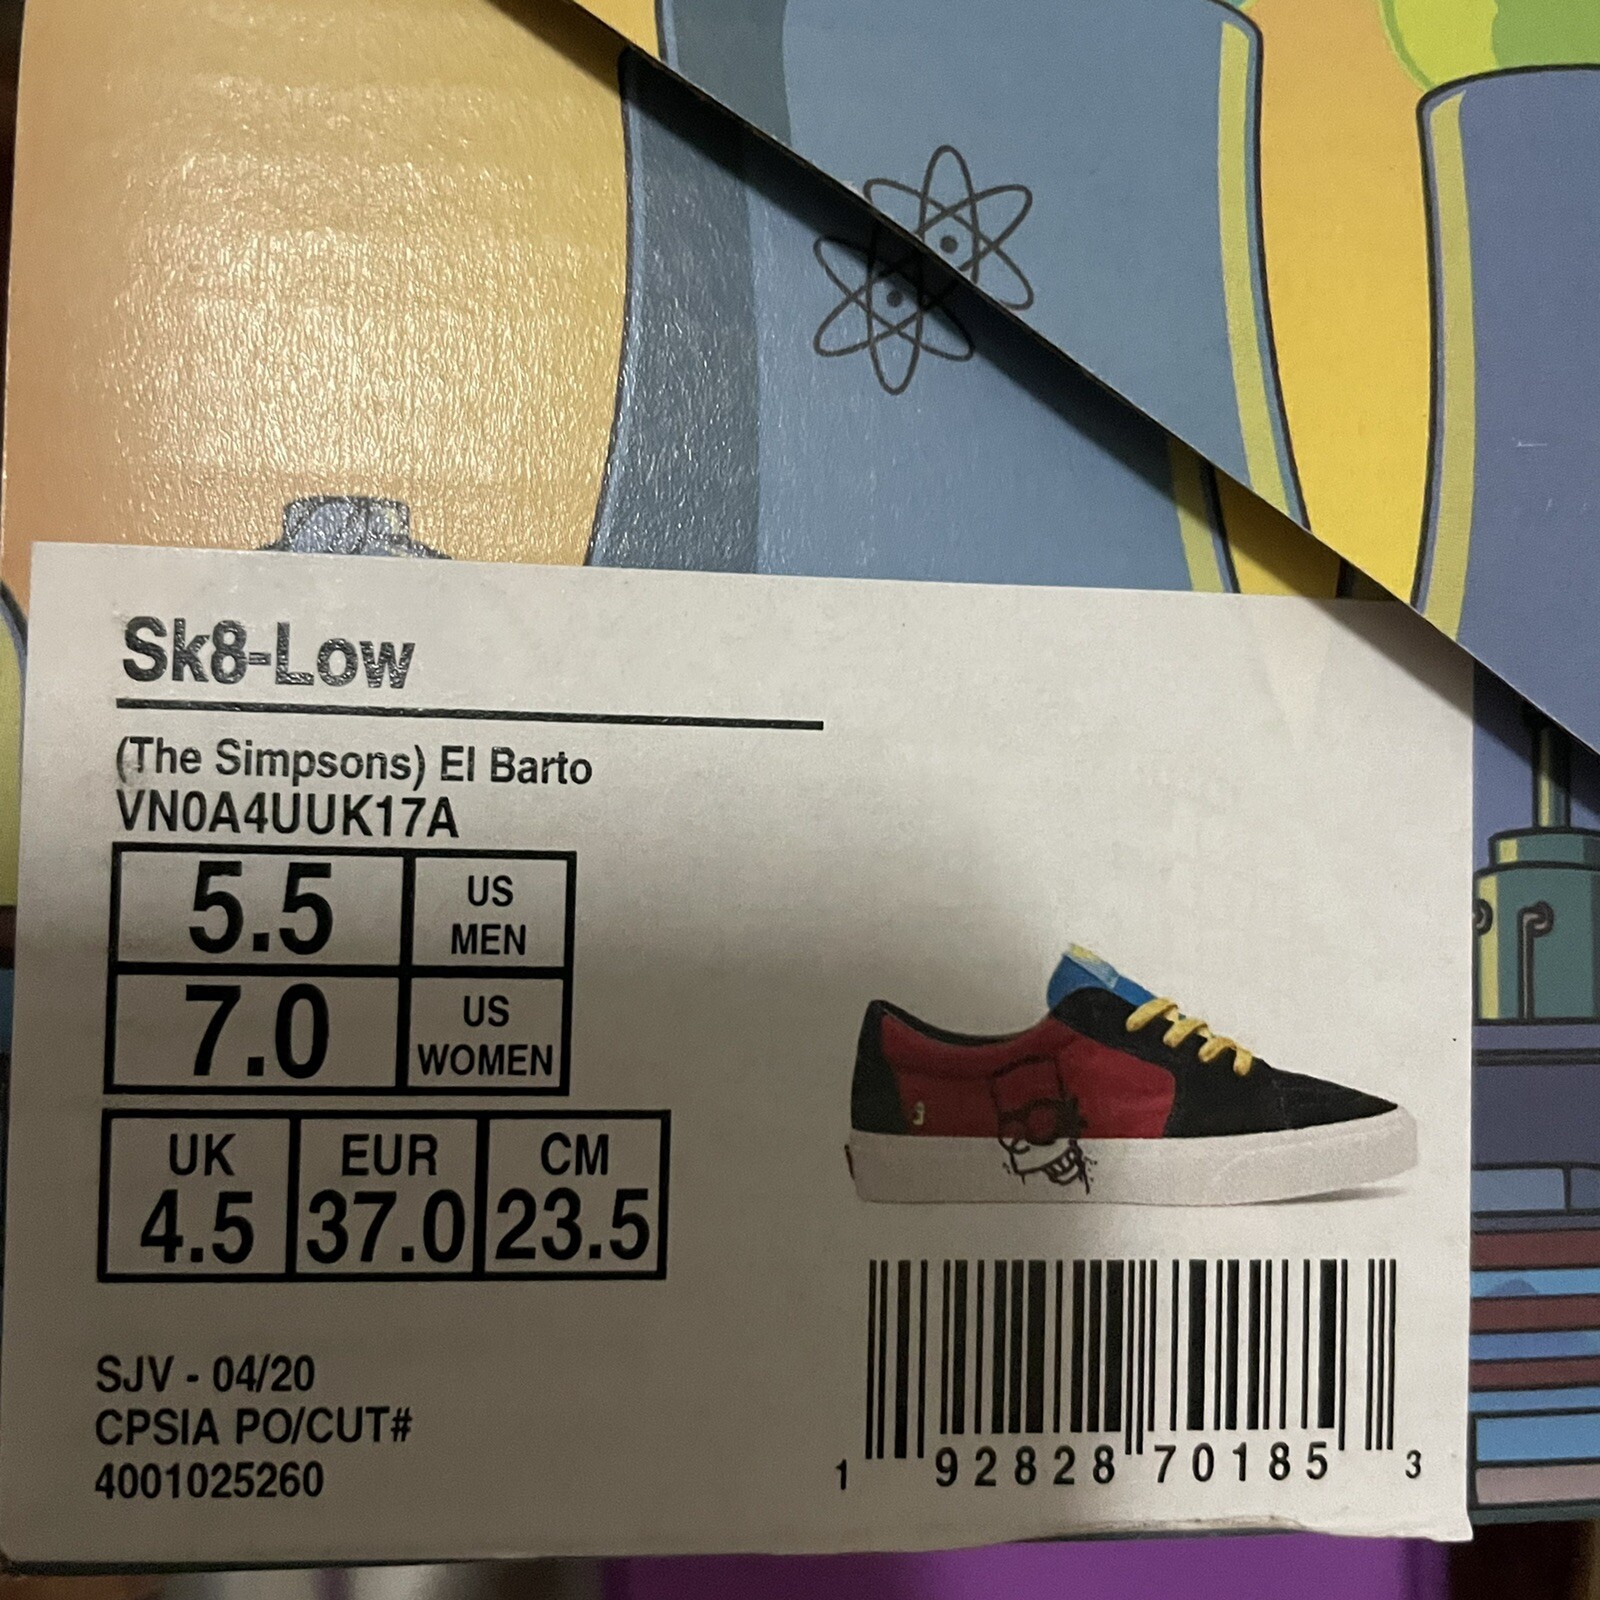 Sk8-Low
(The Simpsons) El Barto
VN0A4UUK17A
5.5 US MEN
7.0 US WOMEN
UK EUR CM
4.5 37.0 23.5
SJV - 04/20
CPSIA PO/CUT#
4001025260
1 92828 70185 3